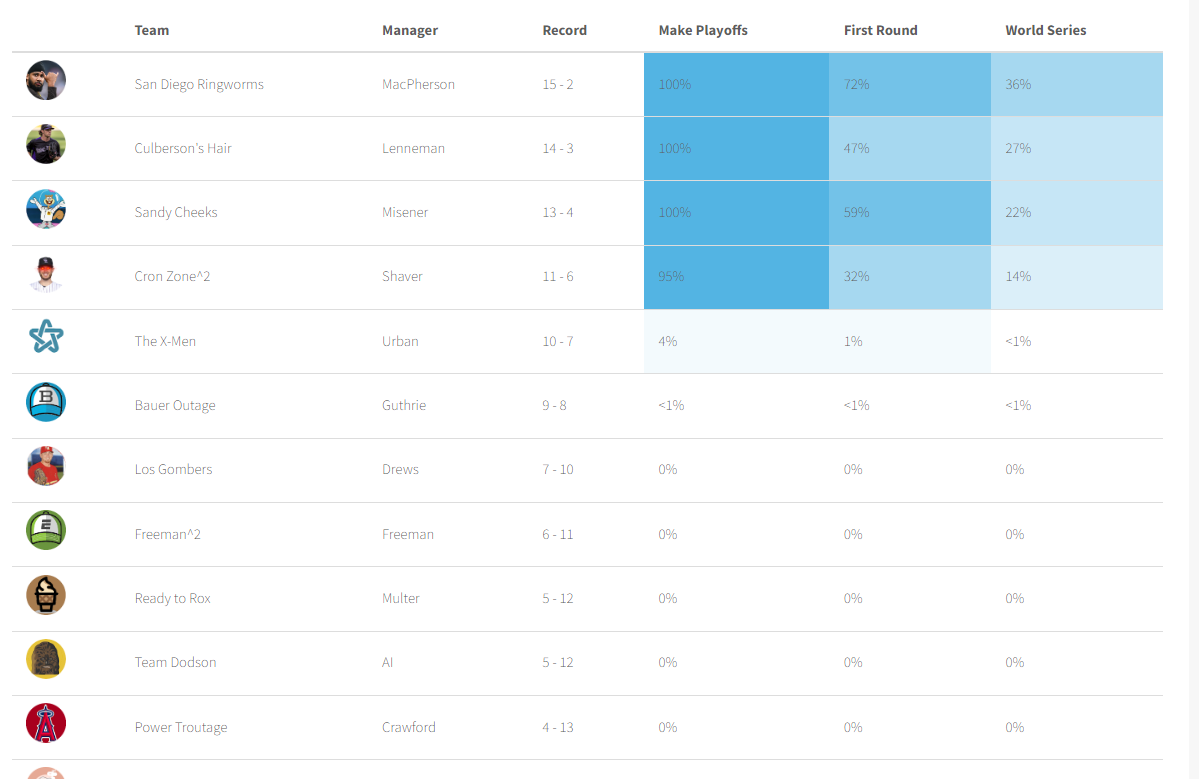 Team Manager Record Make Playoffs First Round World Series
San Diego Ringworms MacPherson 15 - 2 100% 72% 36%
Culberson's Hair Lenneman 14 - 3 100% 47% 27%
Sandy Cheeks Misener 13 - 4 100% 59% 22%
Cron Zone^2 Shaver 11 - 6 95% 32% 14%
The X-Men Urban 10 - 7 4% 1% <1%
B
Bauer Outage Guthrie 9 - 8 <1% <1% <1%
Los Gombers Drews 7 - 10 0% 0% 0%
E
Freeman^2 Freeman 6 - 11 0% 0% 0%
Ready to Rox Multer 5 - 12 0% 0% 0%
Team Dodson AI 5 - 12 0% 0% 0%
A
Power Troutage Crawford 4 - 13 0% 0% 0%